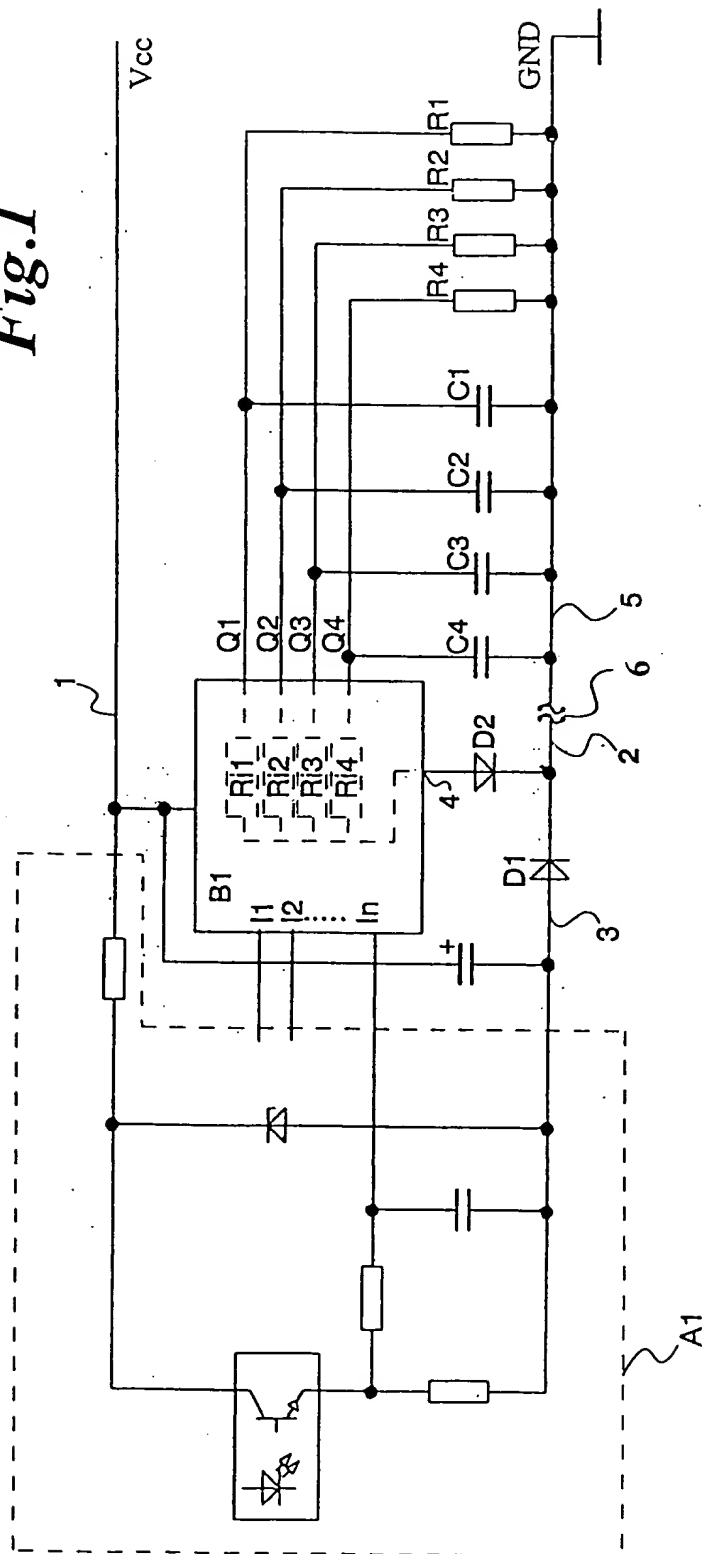 Fig.1
Vcc
1
GND
R1
R2
R3
R4
C1
C2
C3
C4
Q1
Q2
Q3
Q4
Ri1
Ri2
Ri3
Ri4
B1
I1
I2
.....
In
4
D2
D1
+
2
3
5
6
A1